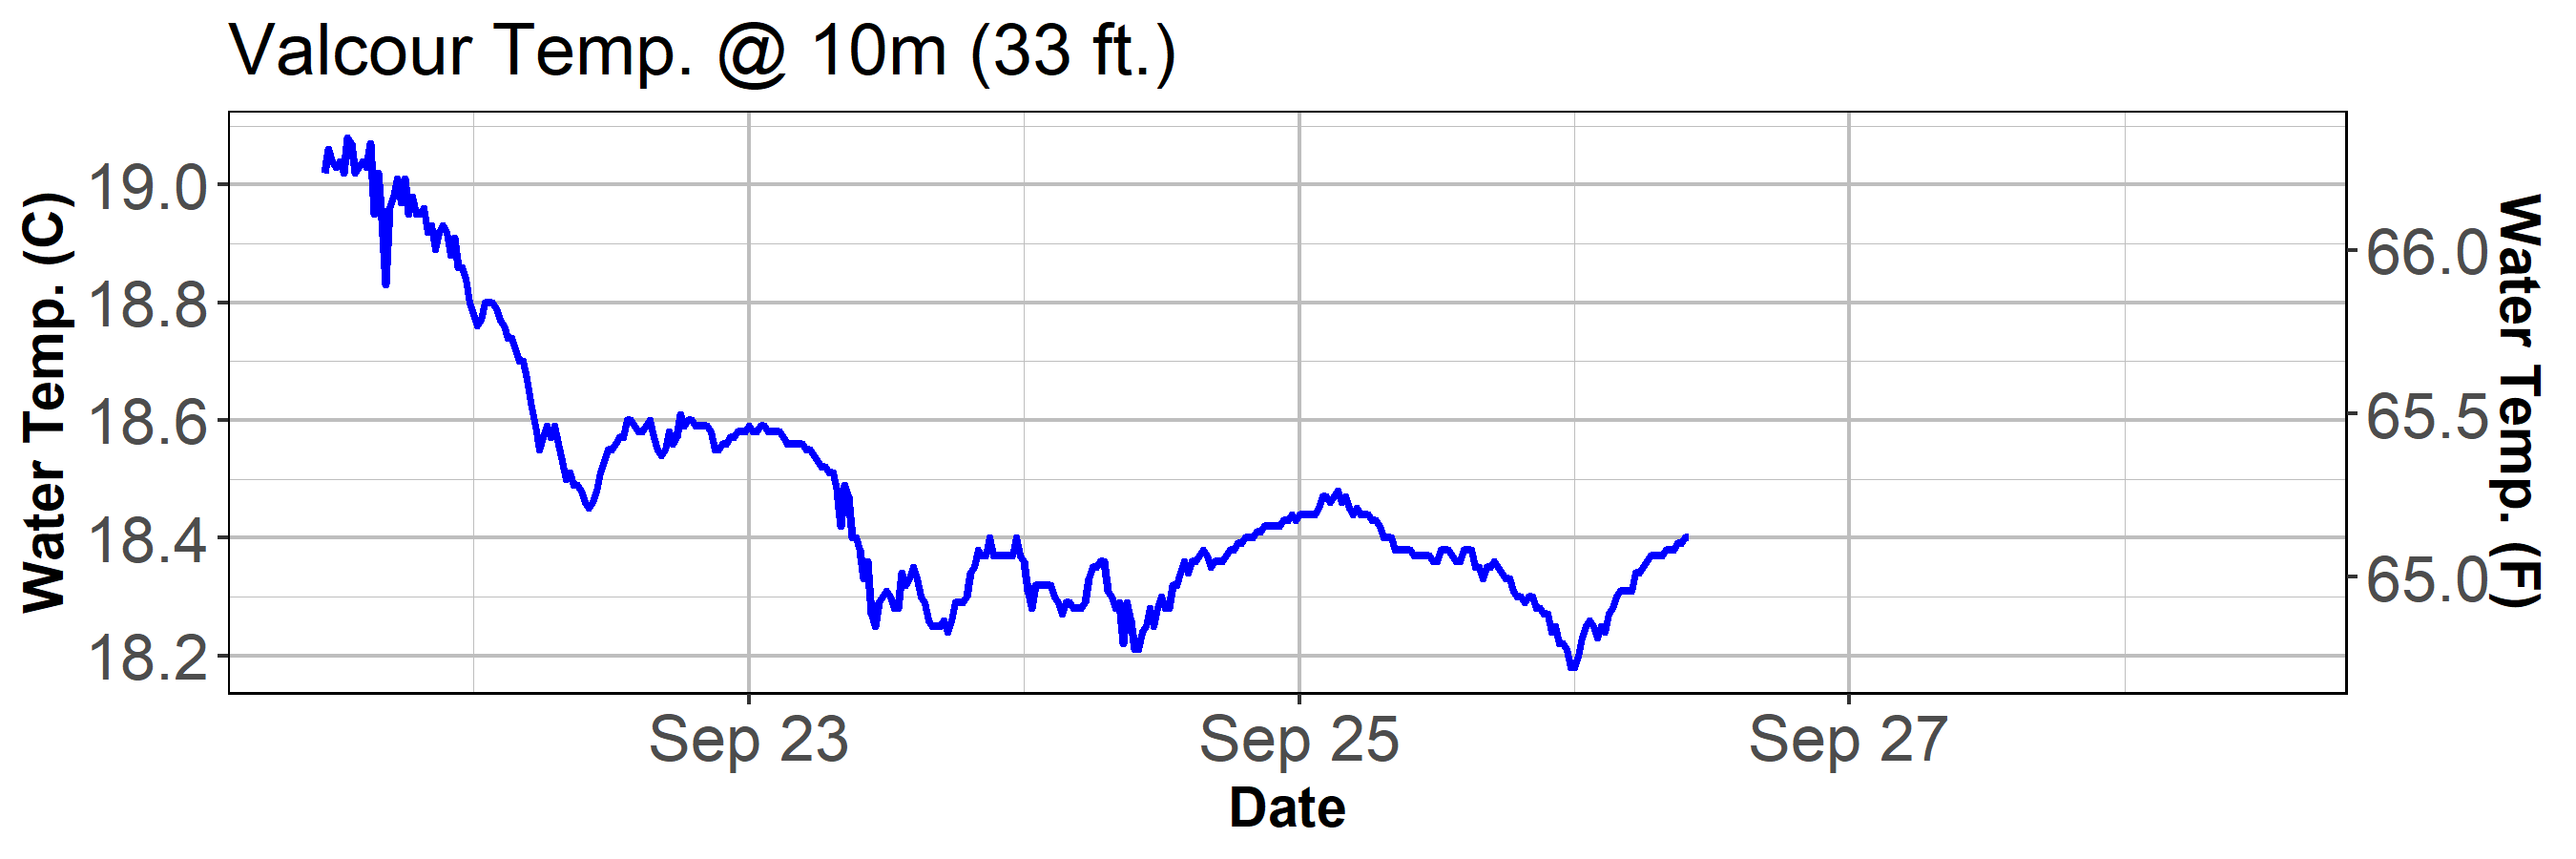 Valcour Temp. @ 10m (33 ft.)
Water Temp. (C)
19.0
18.8
18.6
18.4
18.2
66.0
65.5
65.0
Water Temp. (F)
Sep 23
Sep 25
Sep 27
Date